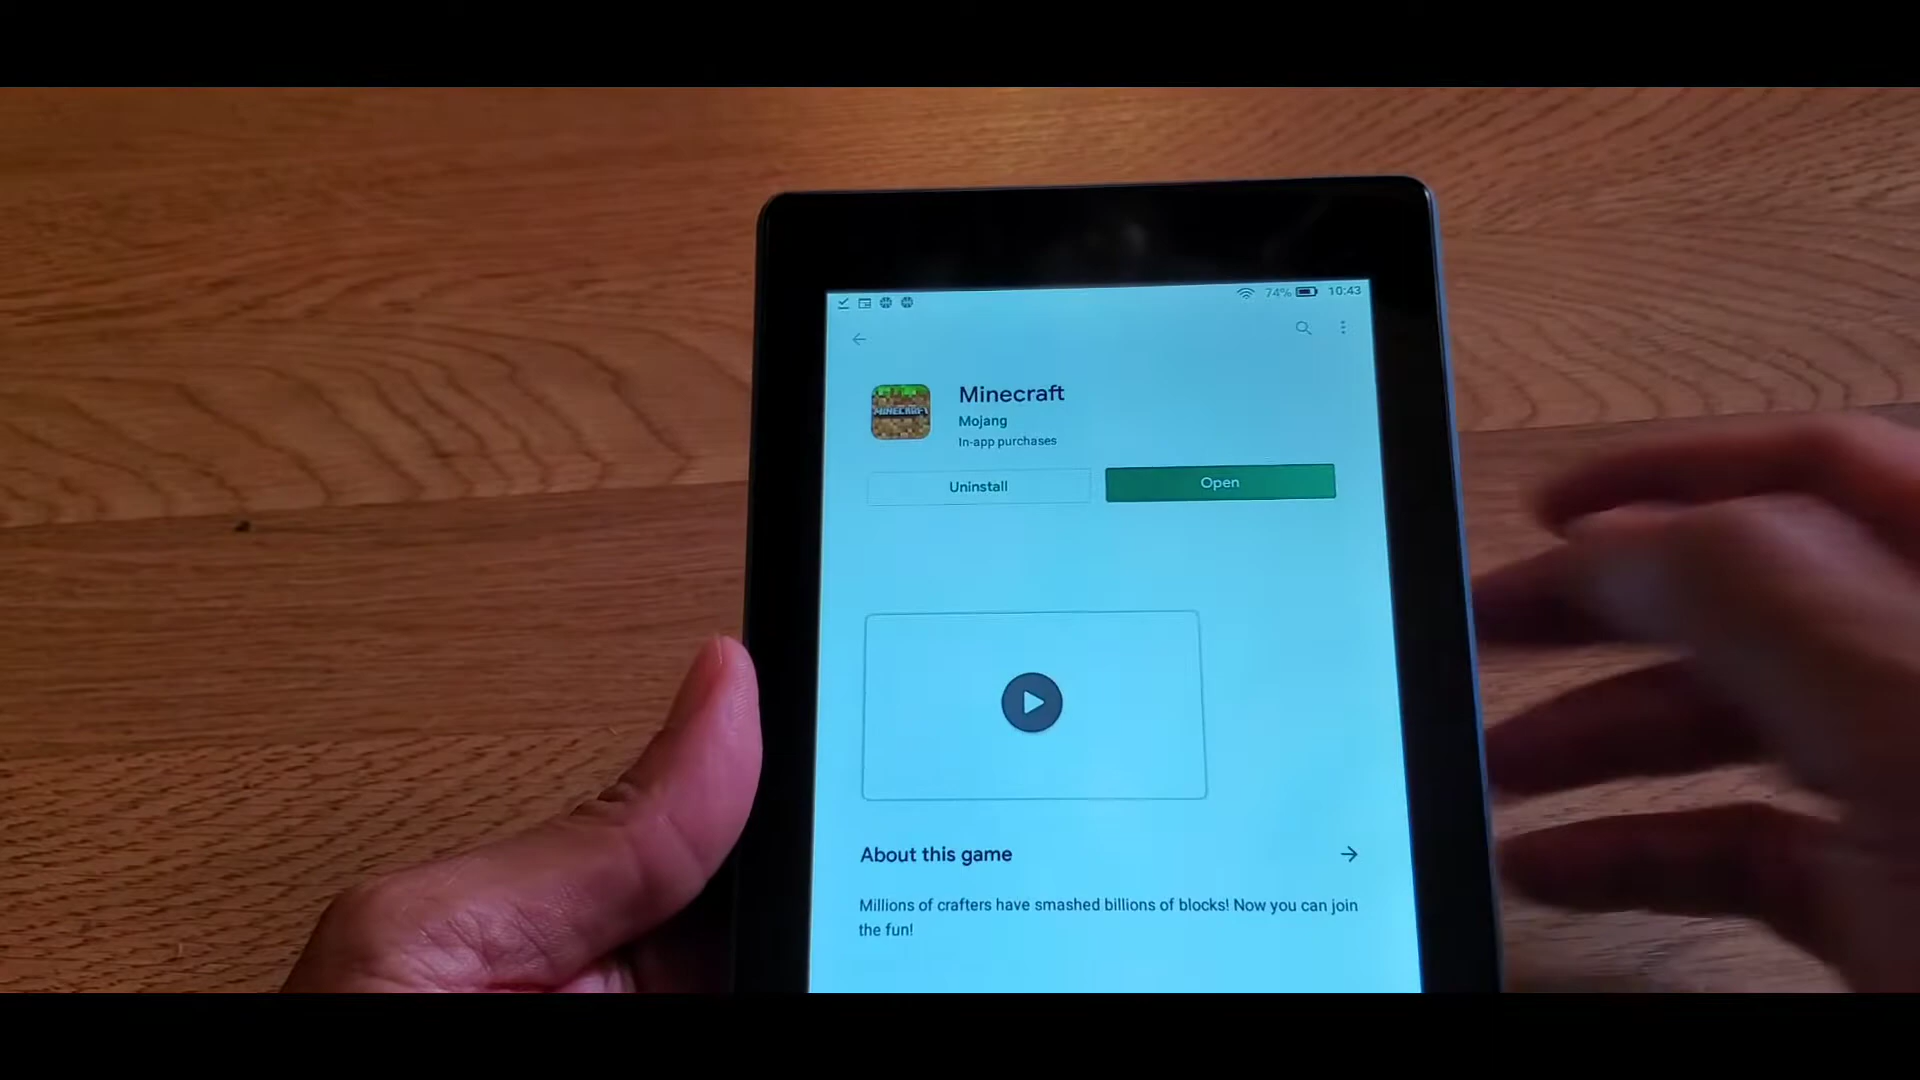 74% 10:43
MINECRAFT
Minecraft
Mojang
In-app purchases
Uninstall
Open
About this game
Millions of crafters have smashed billions of blocks! Now you can join
the fun!